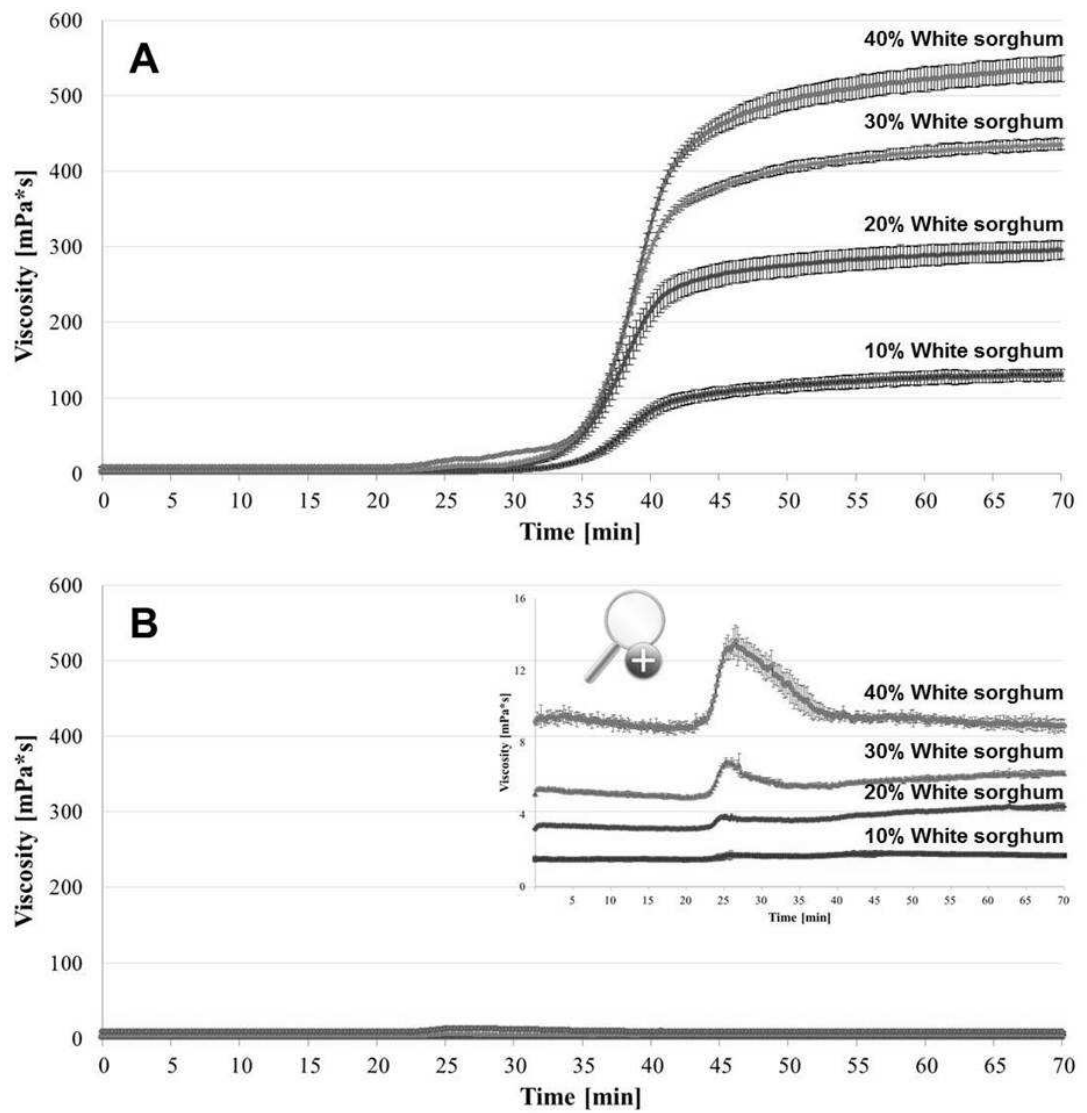 600
A
40% White sorghum
500
30% White sorghum
400
Viscosity [mPa*s]
300
20% White sorghum
200
10% White sorghum
100
0
0 5 10 15 20 25 30 35 40 45 50 55 60 65 70
Time [min]
600
B
16
500
12
40% White sorghum
400
Viscosity [mPa*s]
Viscosity [mPa*s]
8
30% White sorghum
300
20% White sorghum
4
10% White sorghum
200
0
5 10 15 20 25 30 35 40 45 50 55 60 65 70
Time [min]
100
0
0 5 10 15 20 25 30 35 40 45 50 55 60 65 70
Time [min]